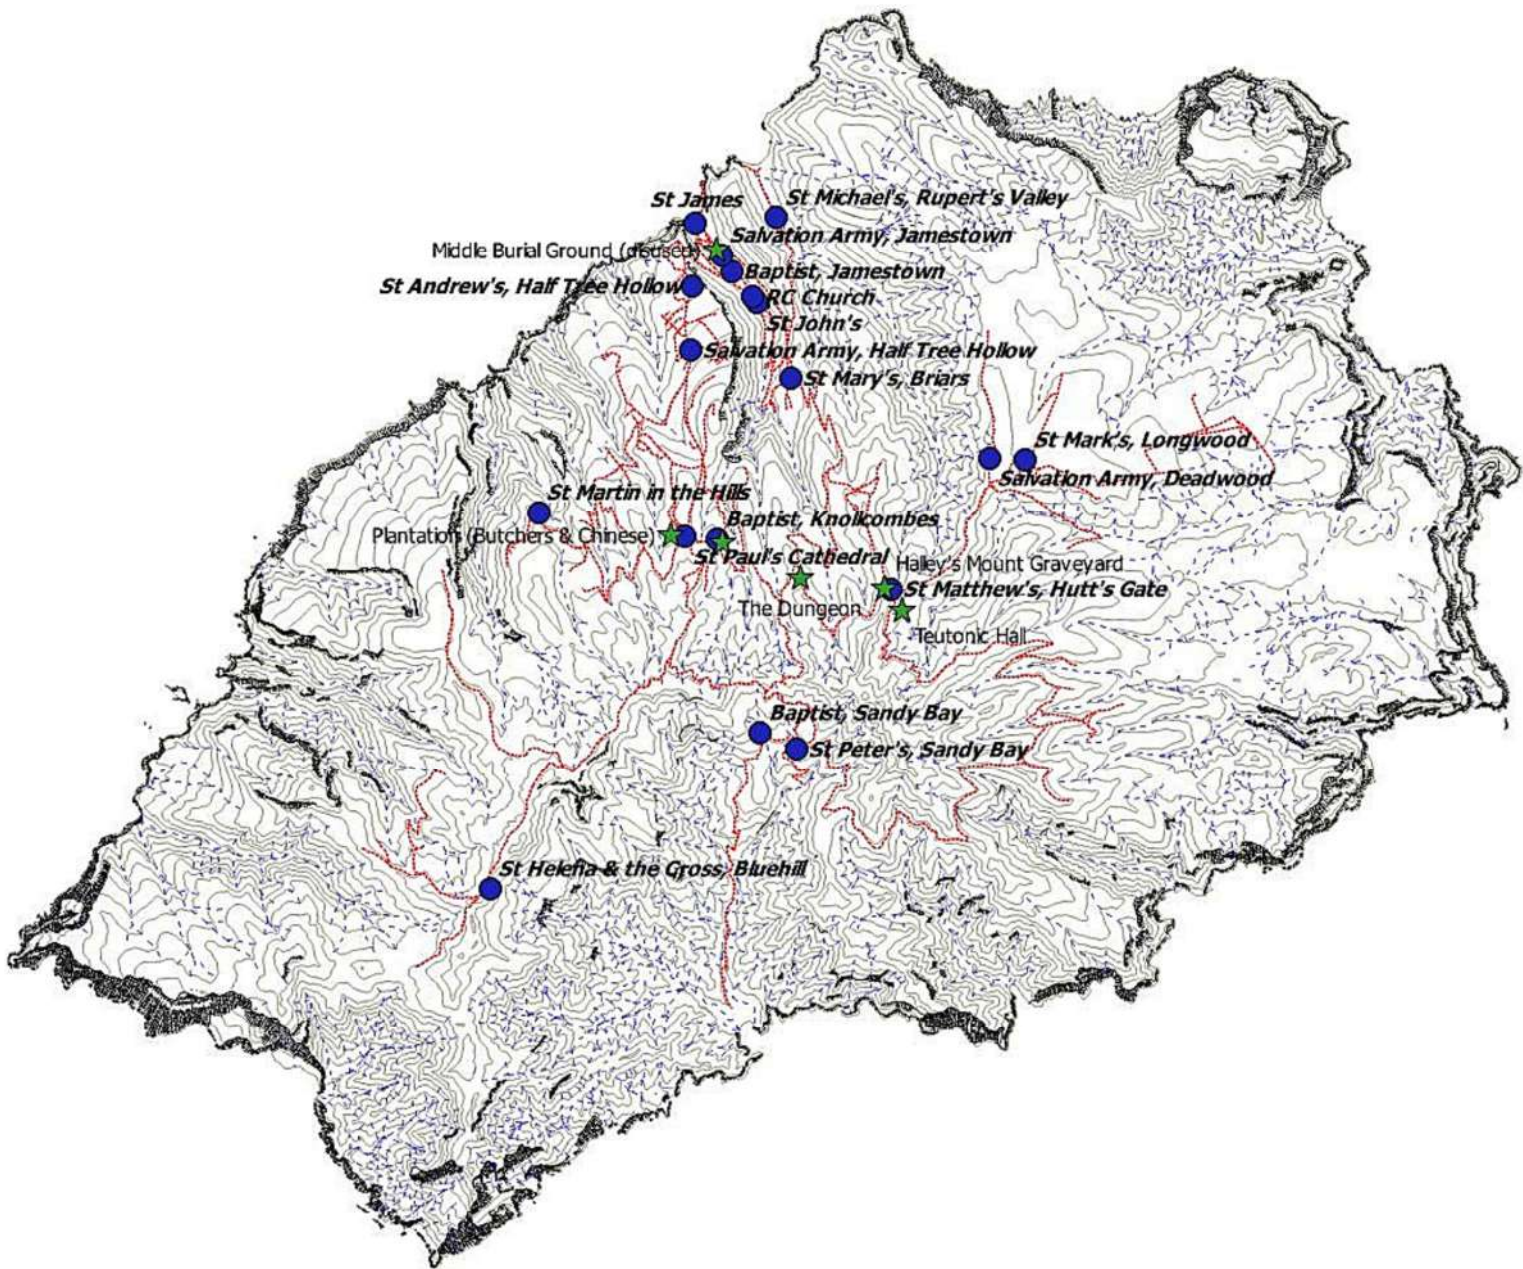 St James
St Michael's, Rupert's Valley
Salvation Army, Jamestown
Middle Burial Ground (disused)
Baptist, Jamestown
St Andrew's, Half Tree Hollow
RC Church
St John's
Salvation Army, Half Tree Hollow
St Mary's, Briars
St Mark's, Longwood
Salvation Army, Deadwood
St Martin in the Hills
Baptist, Knollcombes
Plantation (Butchers & Chinese)
St Paul's Cathedral
Halley's Mount Graveyard
St Matthew's, Hutt's Gate
The Dungeon
Teutonic Hall
Baptist, Sandy Bay
St Peter's, Sandy Bay
St Helena & the Cross, Bluehill